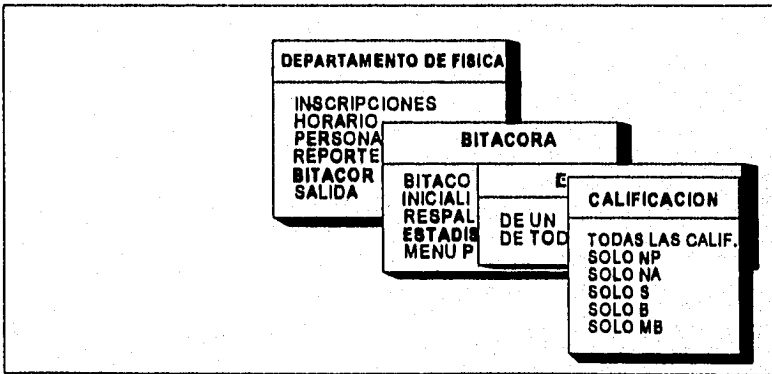 DEPARTAMENTO DE FISICA
INSCRIPCIONES
HORARIO
PERSONA
REPORTE
BITACOR
SALIDA
BITACORA
BITACO
INICIALI
RESPAL
ESTADIS
MENU P
E
DE UN
DE TOD
CALIFICACION
TODAS LAS CALIF.
SOLO NP
SOLO NA
SOLO S
SOLO B
SOLO MB